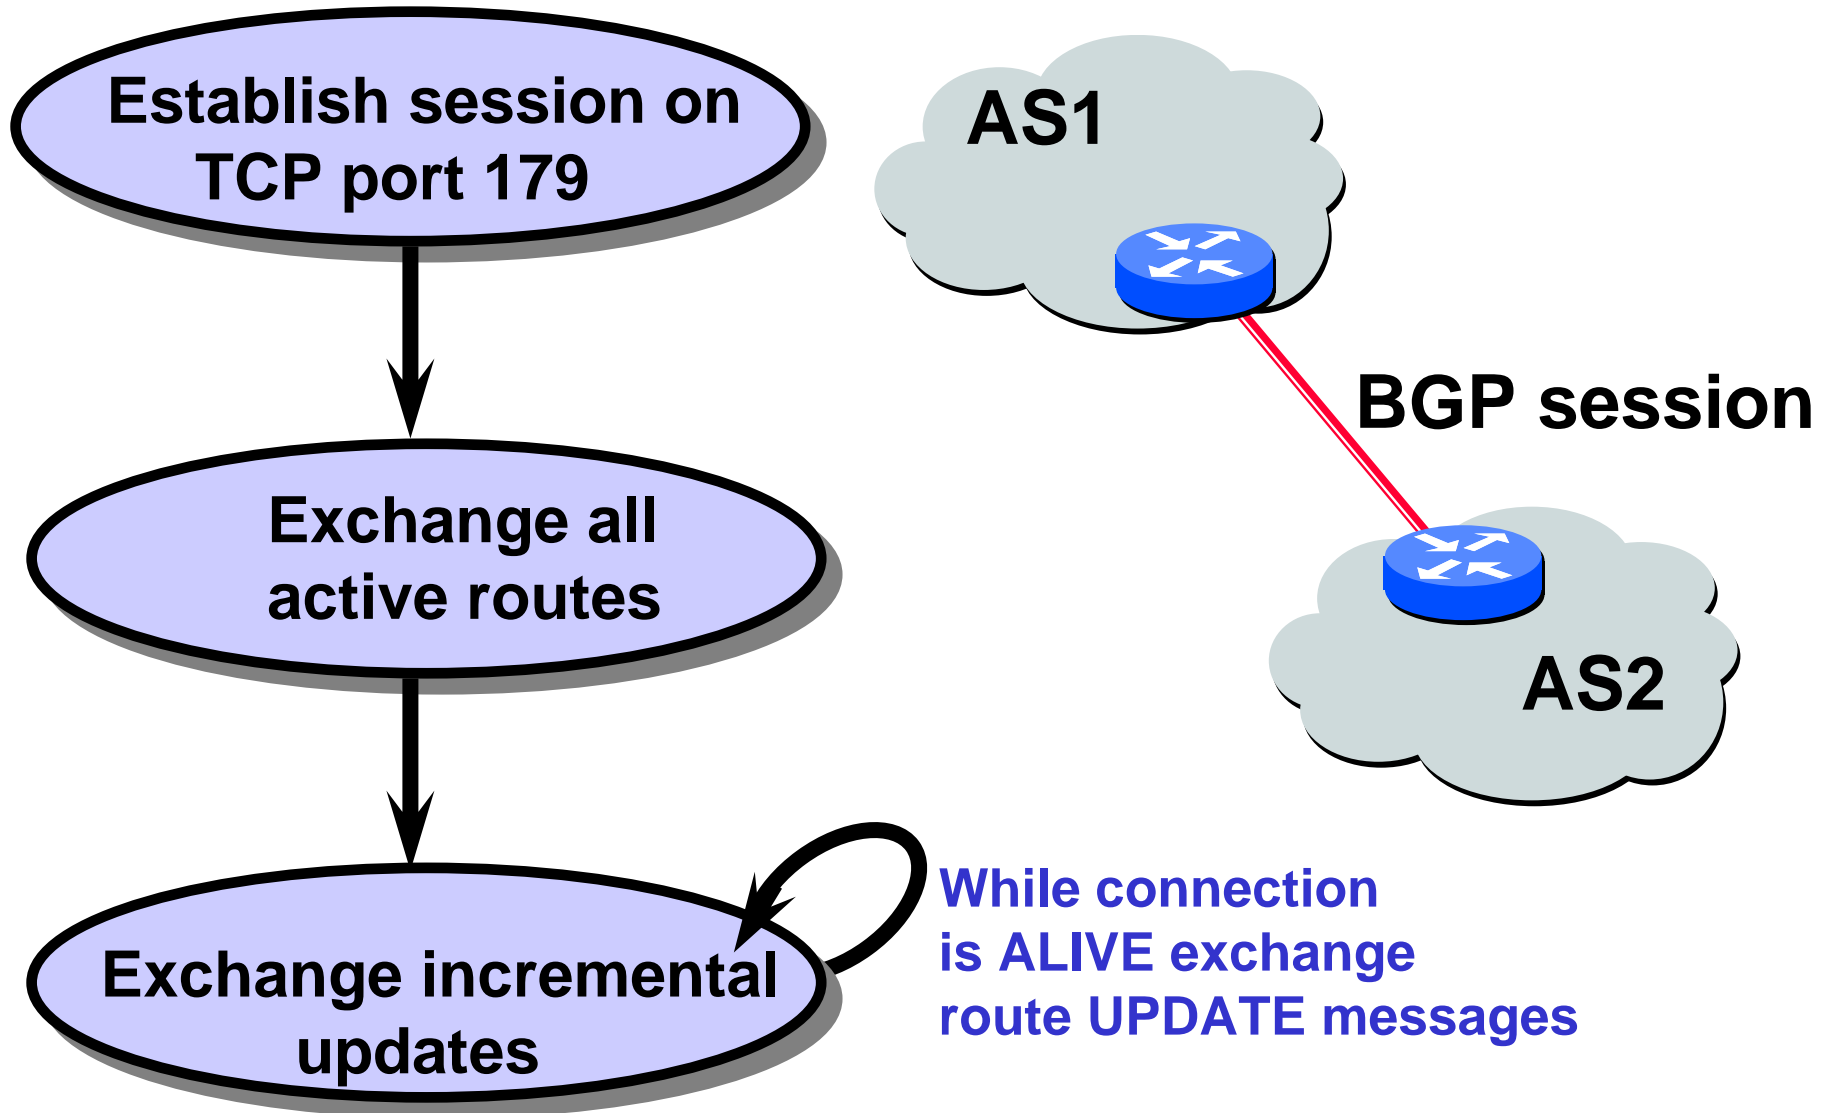 Establish session on
TCP port 179
AS1
BGP session
Exchange all
active routes
AS2
While connection
is ALIVE exchange
route UPDATE messages
Exchange incremental
updates